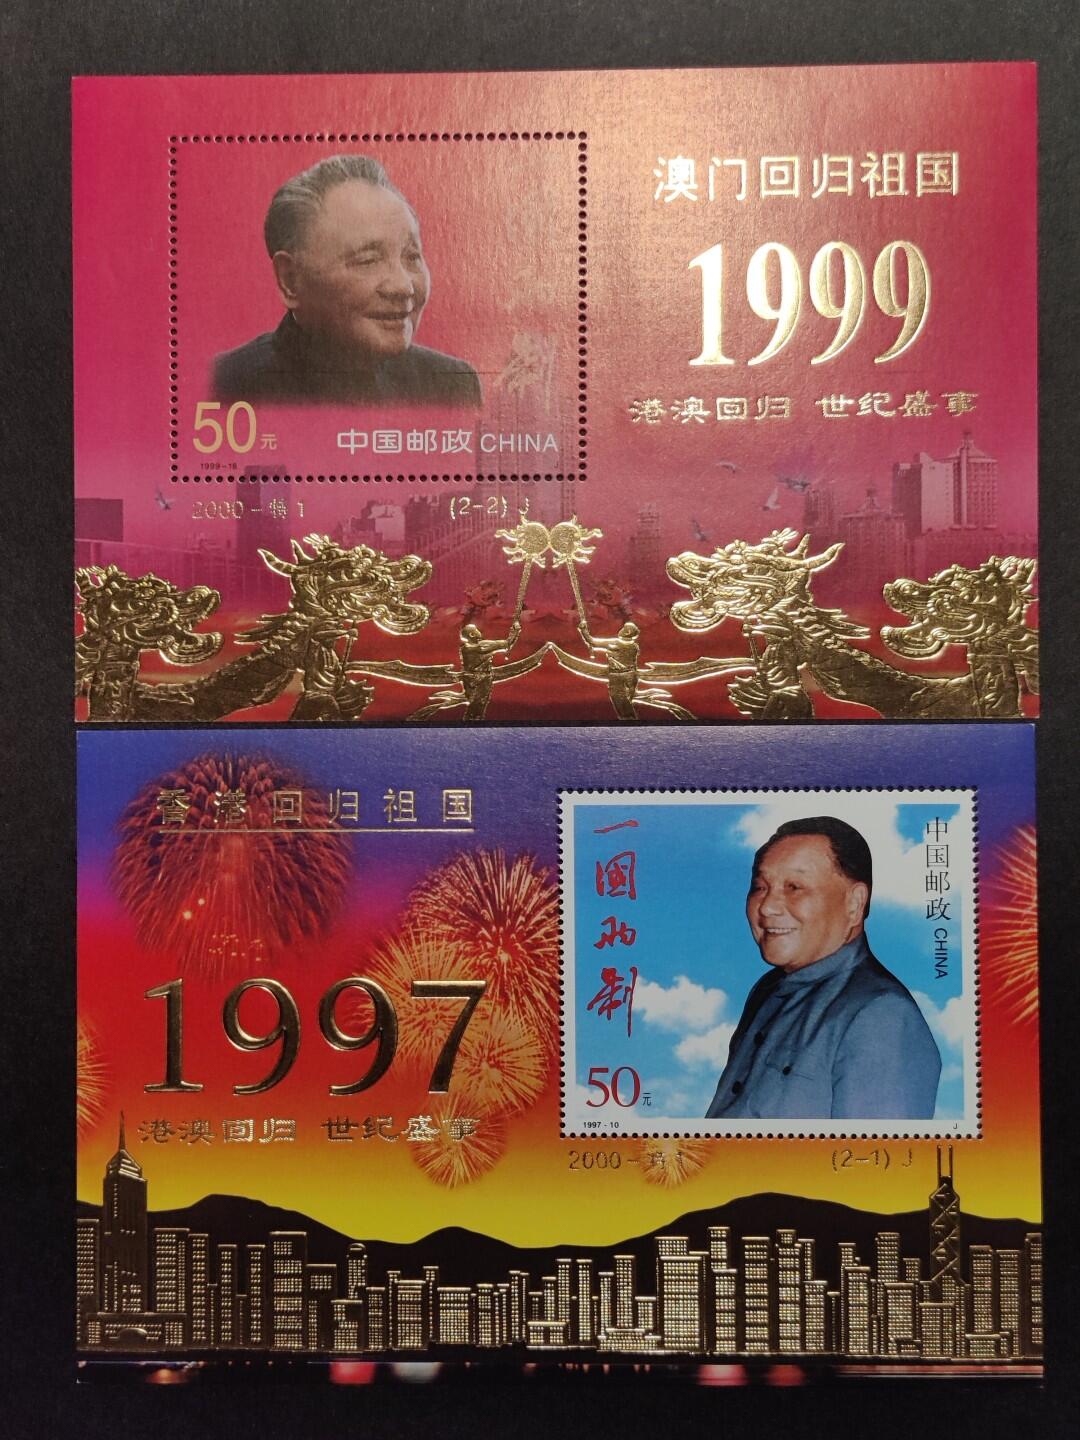 澳门回归祖国
1999
港澳回归 世纪盛事
制
50元
中国邮政 CHINA
1999-18
J
2000-特1
(2-2) J
香港回归祖国
1997
港澳回归 世纪盛事
一國两制
中国邮政 CHINA
50元
1997-10
J
2000-特1
(2-1) J